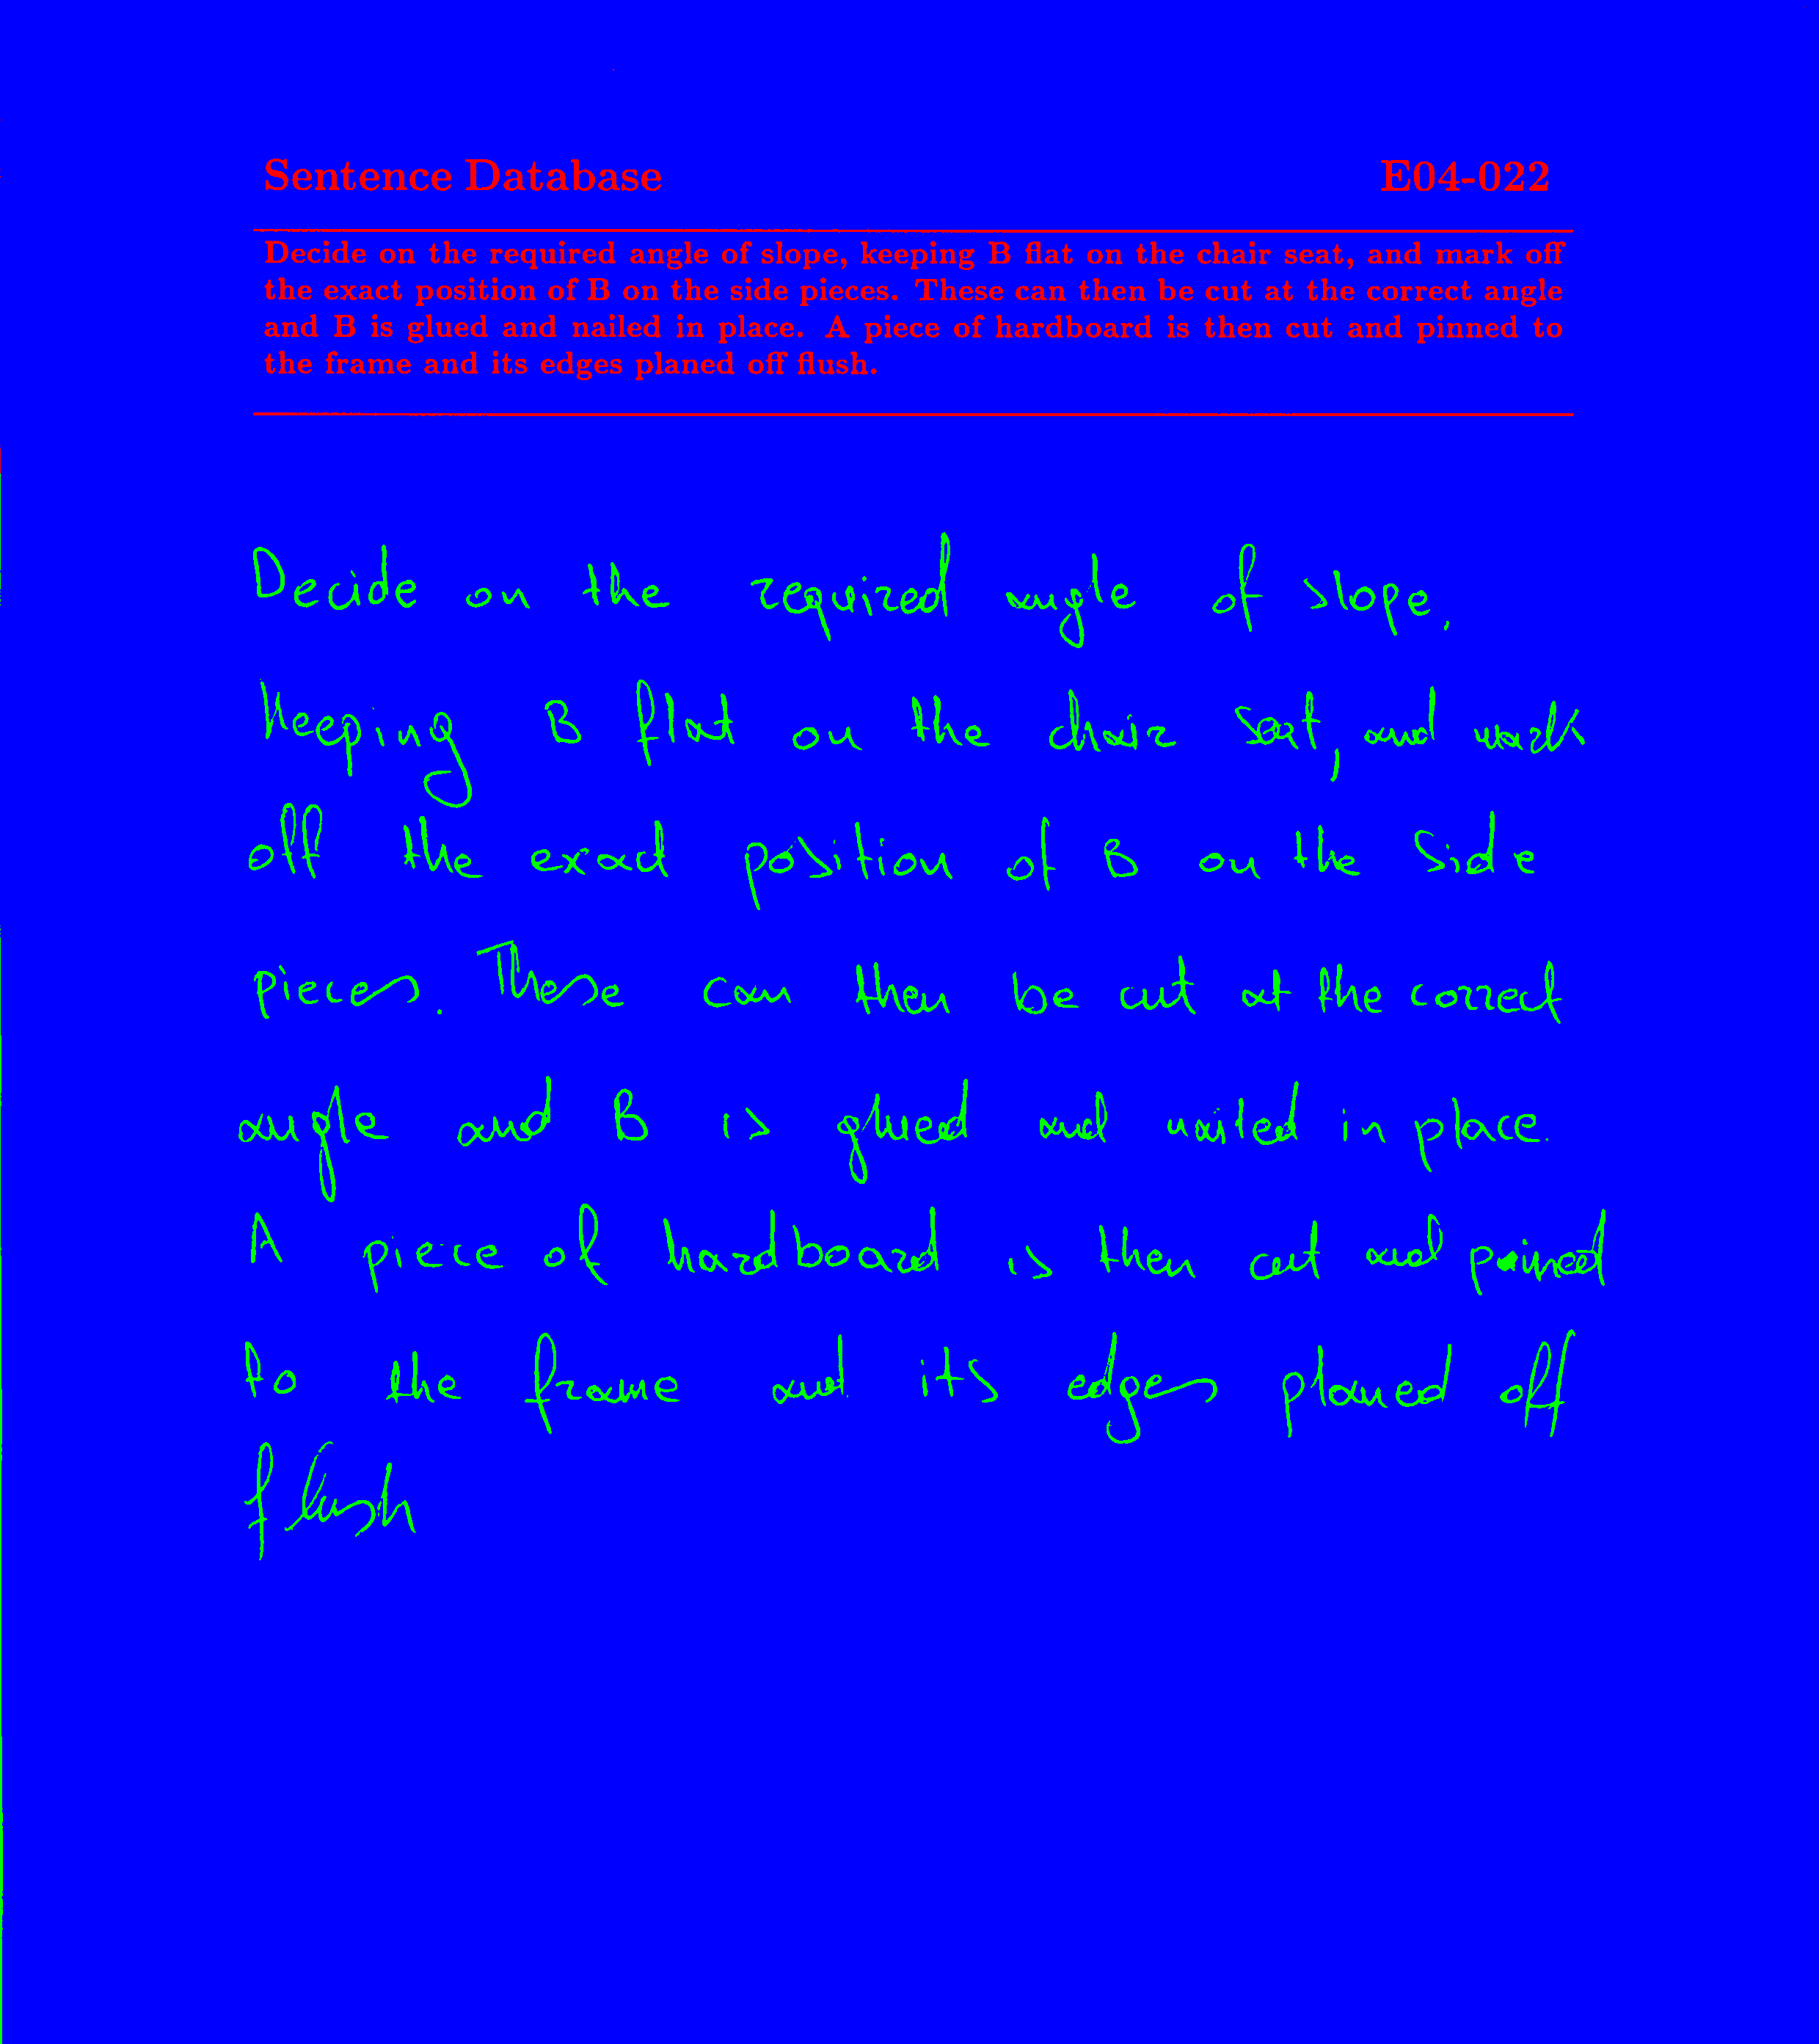 Sentence Database E04-022
Decide on the required angle of slope, keeping B flat on the chair seat, and mark off
the exact position of B on the side pieces. These can then be cut at the correct angle
and B is glued and nailed in place. A piece of hardboard is then cut and pinned to
the frame and its edges planed off flush.
Decide on the required angle of slope,
Keeping B flat on the chair seat, and mark
off the exact position of B on the side
pieces. These can then be cut at the correct
angle and B is glued and nailed in place.
A piece of hardboard is then cut and pinned
to the frame and its edges planed off
flush